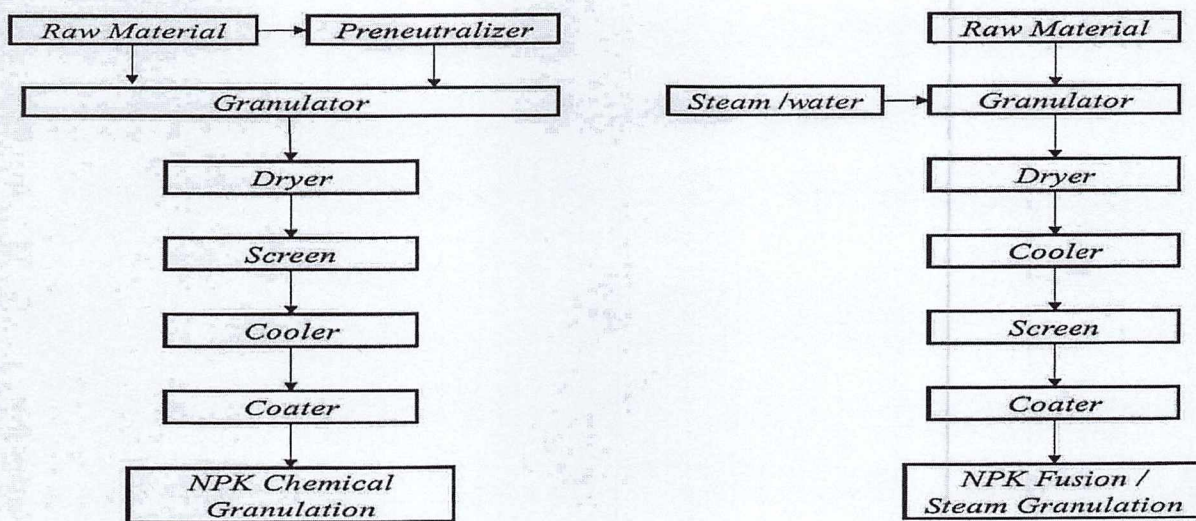 Raw Material
Preneutralizer
Granulator
Dryer
Screen
Cooler
Coater
NPK Chemical
Granulation
Raw Material
Steam /water
Granulator
Dryer
Cooler
Screen
Coater
NPK Fusion /
Steam Granulation